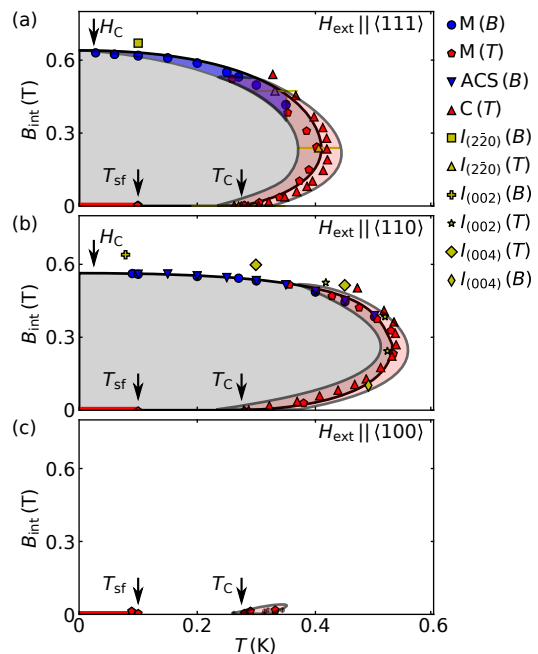 (a)
H_C
H_ext || ⟨111⟩
B_int (T)
0.6
0.3
0
T_sf
T_C
(b)
H_C
H_ext || ⟨110⟩
B_int (T)
0.6
0.3
0
T_sf
T_C
(c)
H_ext || ⟨100⟩
B_int (T)
0.6
0.3
0
T_sf
T_C
0 0.2 0.4 0.6
T (K)
M (B)
M (T)
ACS (B)
C (T)
I_(22̄0) (B)
I_(22̄0) (T)
I_(002) (B)
I_(002) (T)
I_(004) (T)
I_(004) (B)